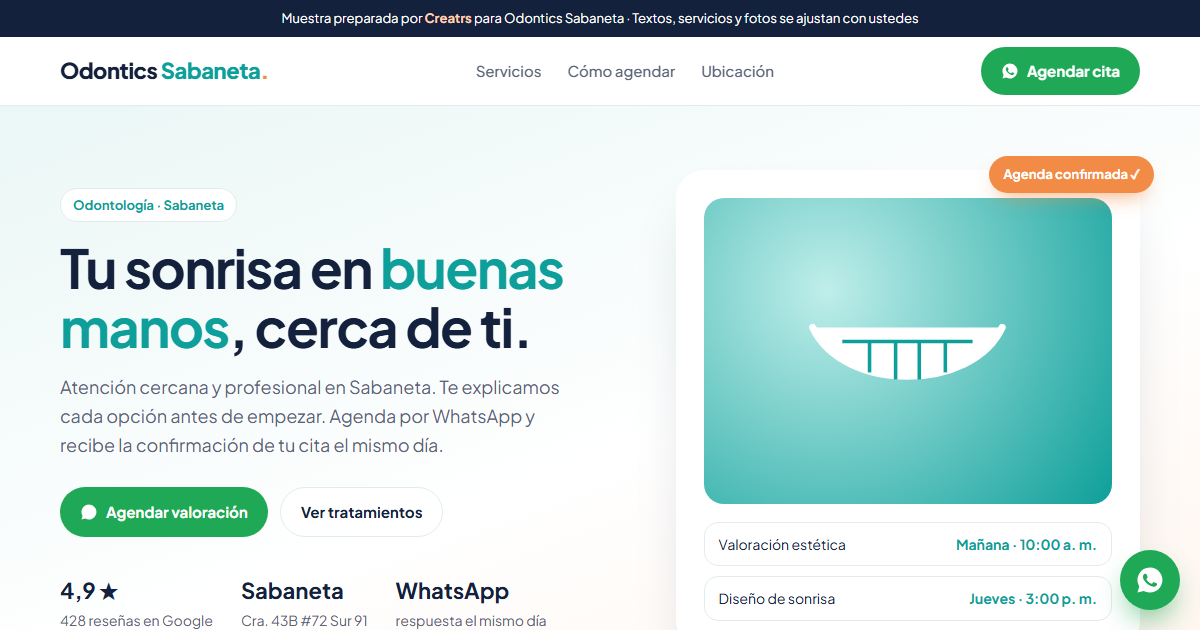 Muestra preparada por Creatrs para Odontics Sabaneta · Textos, servicios y fotos se ajustan con ustedes
Odontics Sabaneta.
Servicios
Cómo agendar
Ubicación
Agendar cita
Odontología · Sabaneta
Tu sonrisa en buenas
manos, cerca de ti.
Atención cercana y profesional en Sabaneta. Te explicamos
cada opción antes de empezar. Agenda por WhatsApp y
recibe la confirmación de tu cita el mismo día.
Agendar valoración
Ver tratamientos
4,9 ★
428 reseñas en Google
Sabaneta
Cra. 43B #72 Sur 91
WhatsApp
respuesta el mismo día
Agenda confirmada ✓
Valoración estética
Mañana · 10:00 a. m.
Diseño de sonrisa
Jueves · 3:00 p. m.